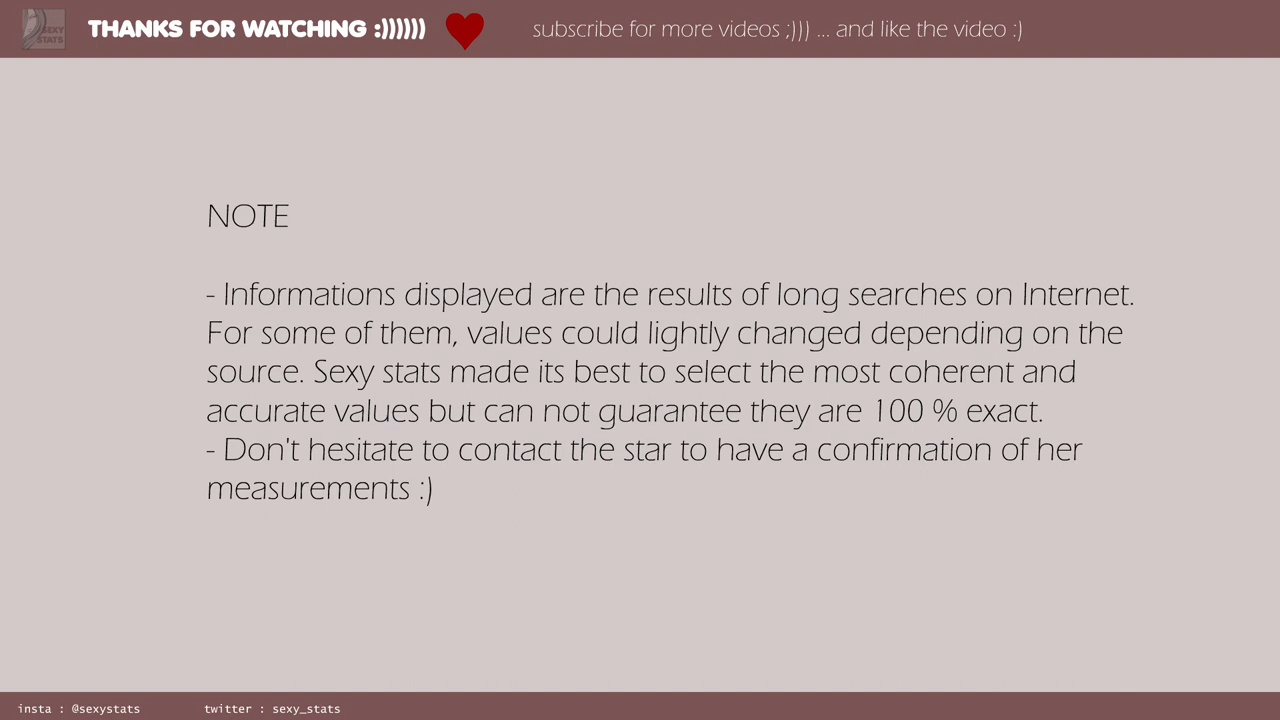 SEXY
STATS
THANKS FOR WATCHING :))))))
subscribe for more videos ;))) ... and like the video :)
NOTE
- Informations displayed are the results of long searches on Internet.
For some of them, values could lightly changed depending on the
source. Sexy stats made its best to select the most coherent and
accurate values but can not guarantee they are 100 % exact.
- Don't hesitate to contact the star to have a confirmation of her
measurements :)
insta : @sexystats
twitter : sexy_stats